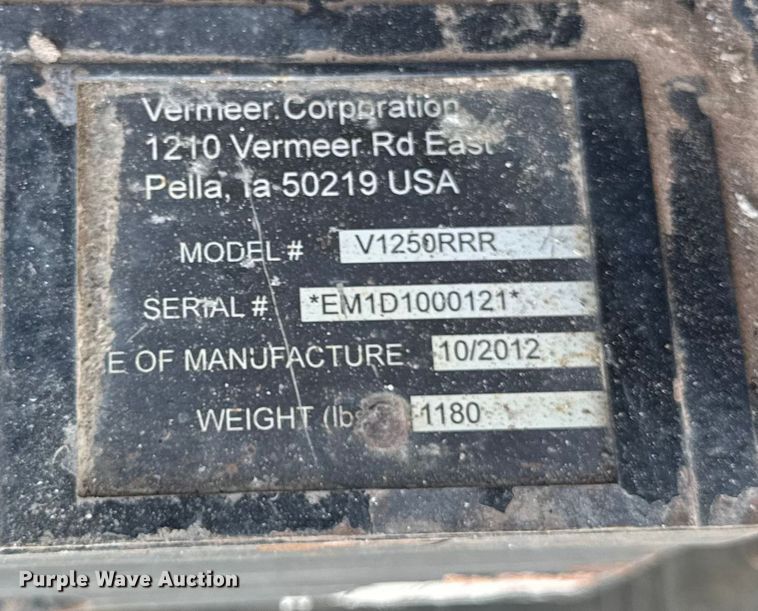 Vermeer Corporation
1210 Vermeer Rd East
Pella, Ia 50219 USA
MODEL # V1250RRR
SERIAL # *EM1D1000121*
E OF MANUFACTURE: 10/2012
WEIGHT (lbs 1180
Purple Wave Auction